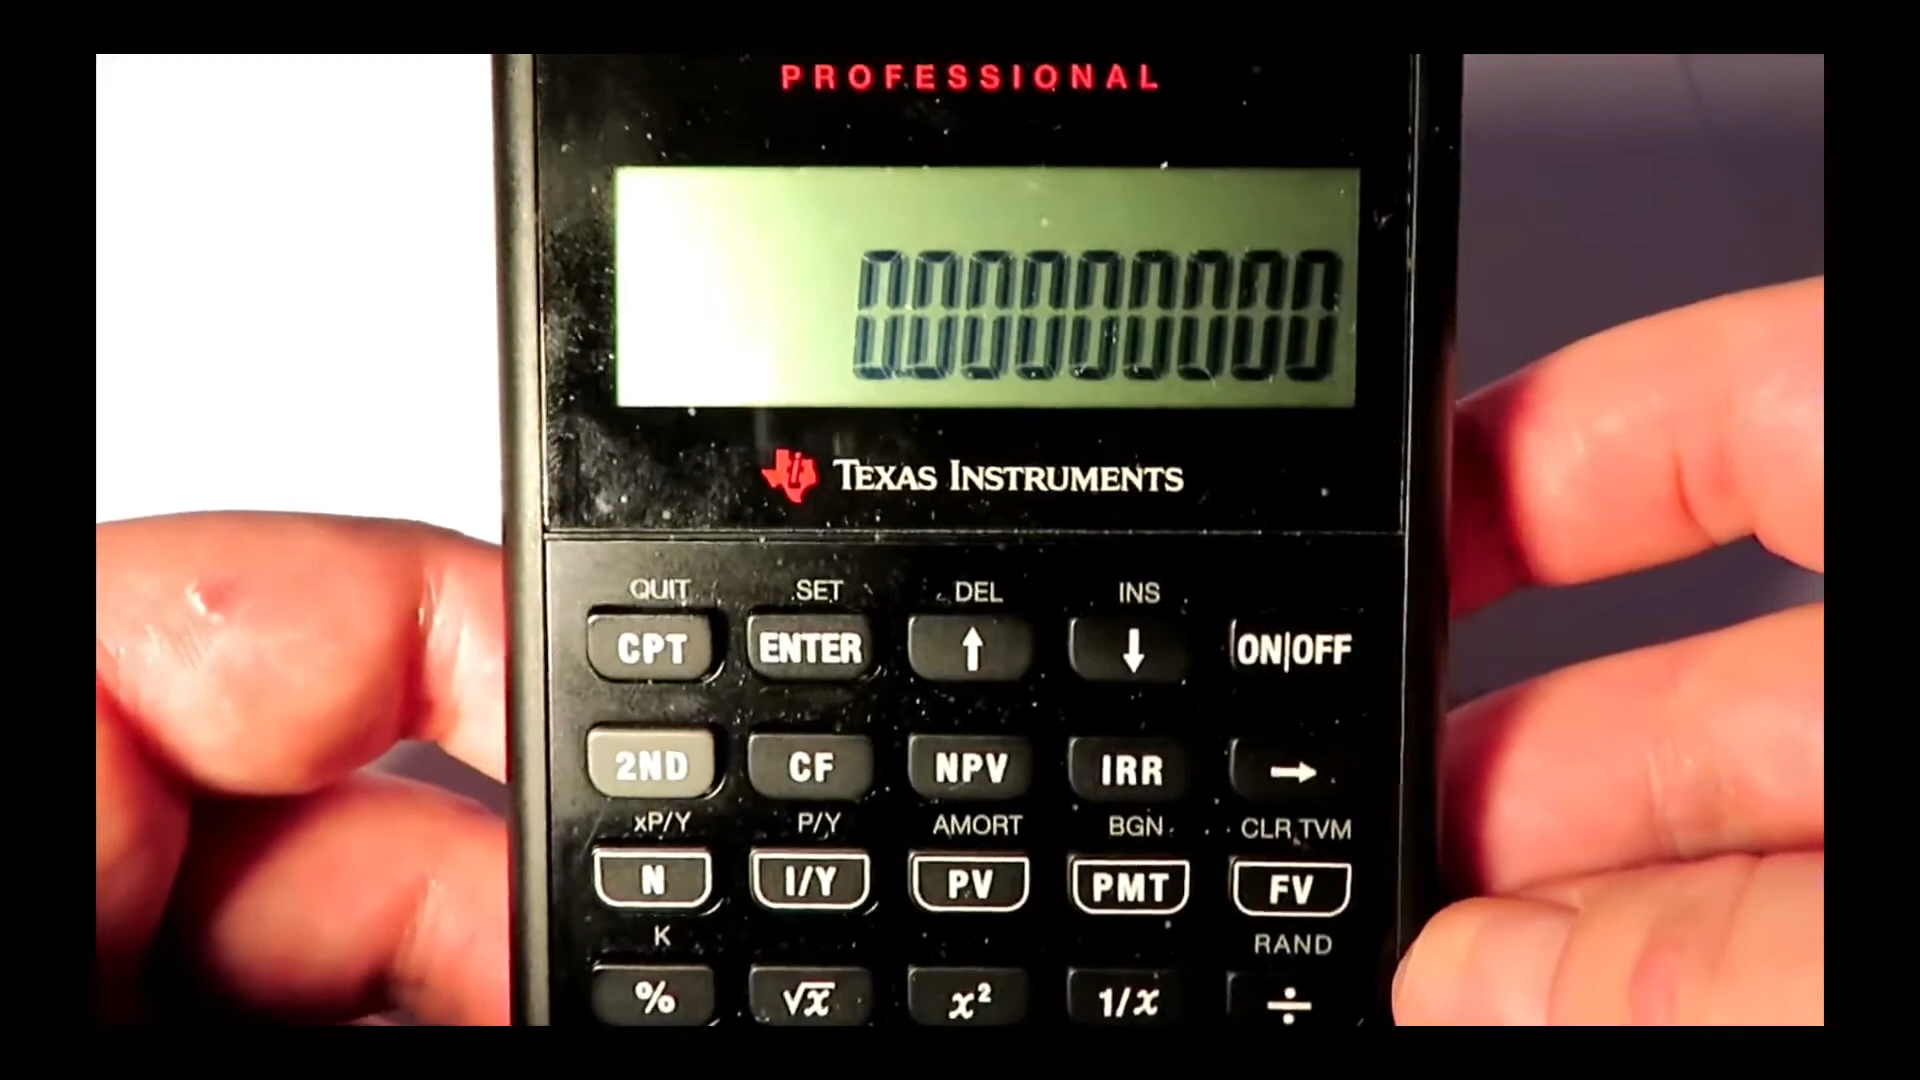 PROFESSIONAL
000000000
TEXAS INSTRUMENTS
QUIT SET DEL INS
CPT ENTER ↑ ↓ ON|OFF
2ND CF NPV IRR →
xP/Y P/Y AMORT BGN CLR TVM
N I/Y PV PMT FV
K RAND
% √x x² 1/x ÷